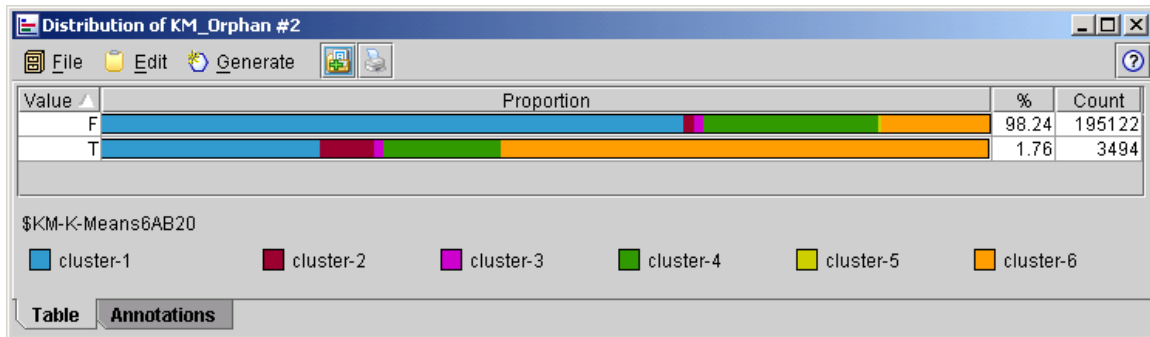 Distribution of KM_Orphan #2
File Edit Generate
Value Proportion % Count
F 98.24 195122
T 1.76 3494
$KM-K-Means6AB20
cluster-1 cluster-2 cluster-3 cluster-4 cluster-5 cluster-6
Table Annotations